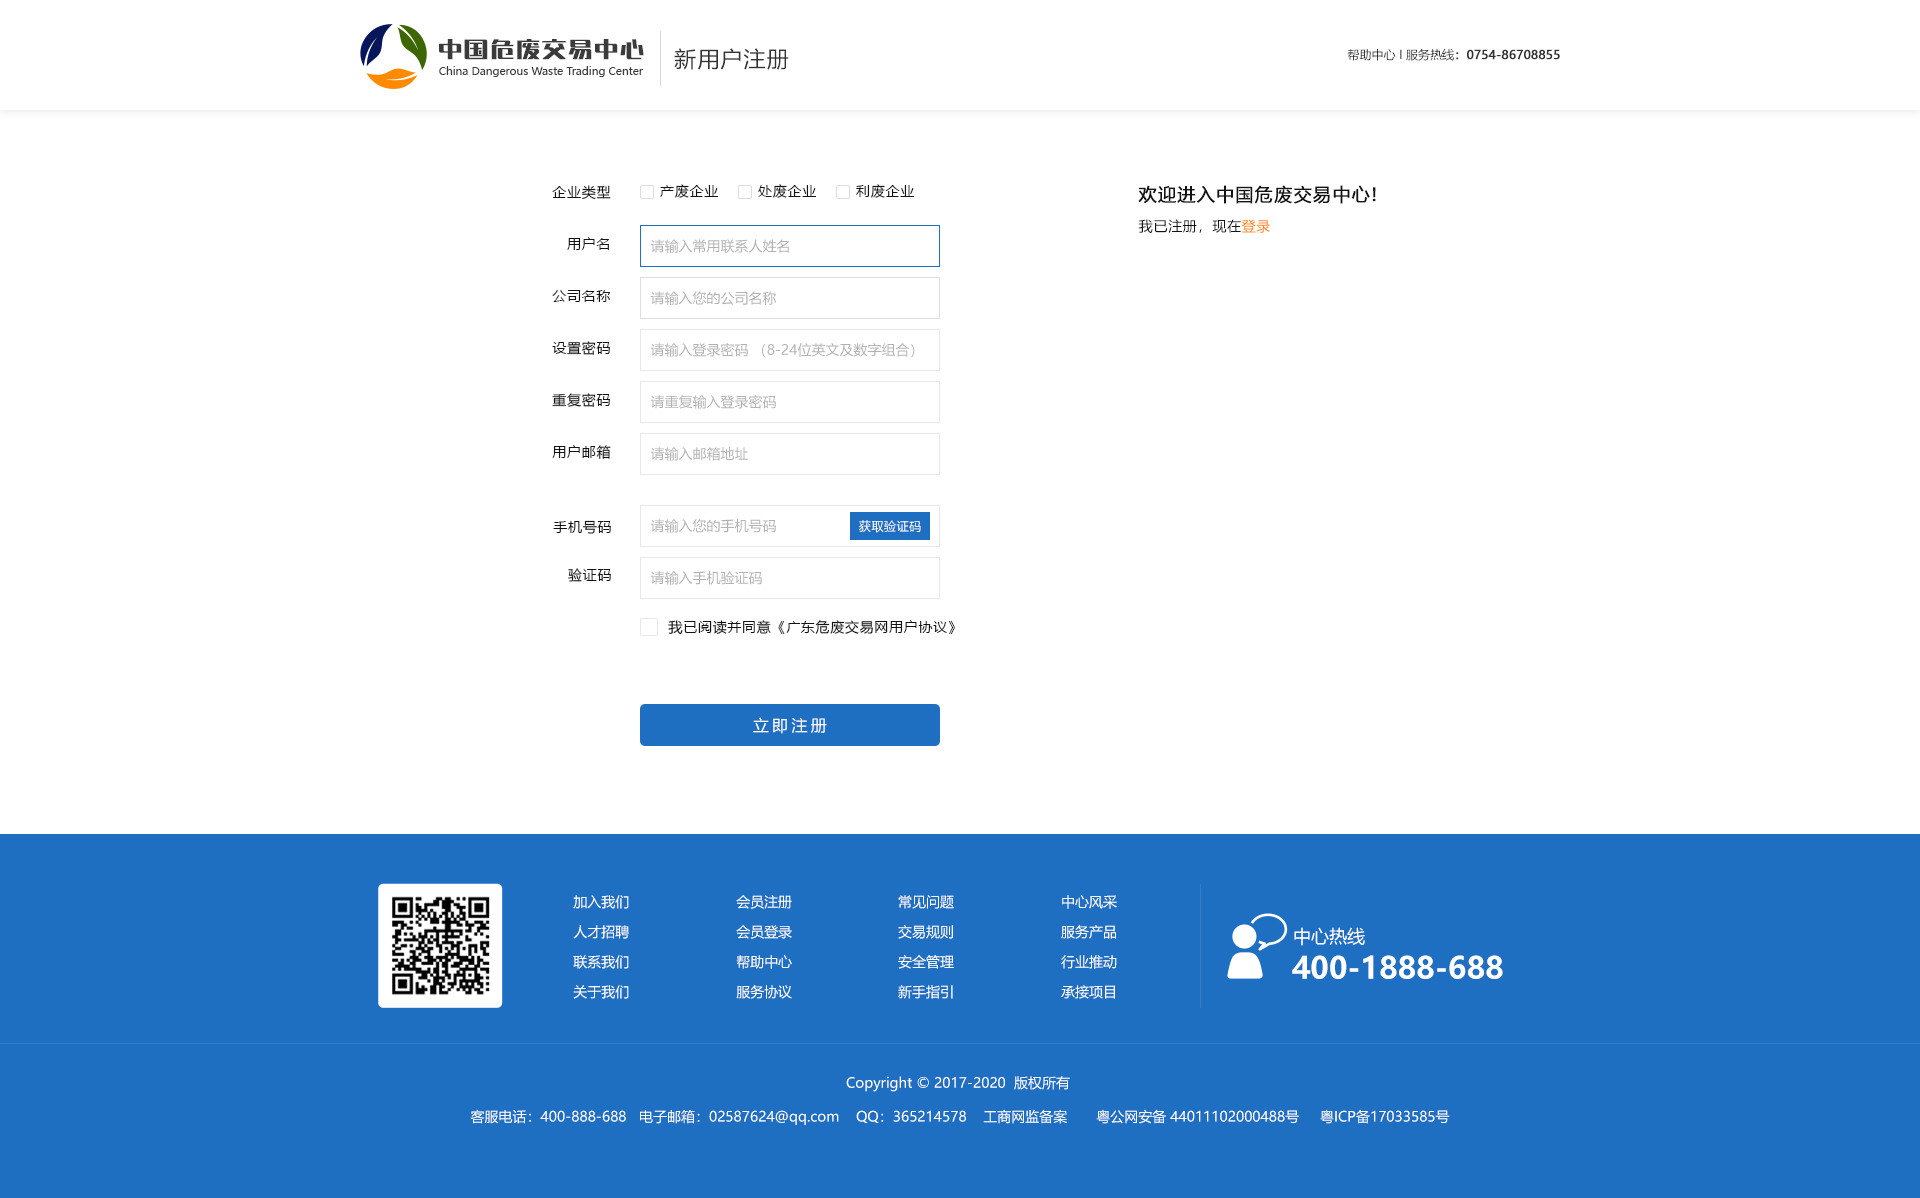 中国危废交易中心
China Dangerous Waste Trading Center
新用户注册
帮助中心 | 服务热线：0754-86708855
企业类型 产废企业 处废企业 利废企业
欢迎进入中国危废交易中心！
我已注册，现在登录
用户名 请输入常用联系人姓名
公司名称 请输入您的公司名称
设置密码 请输入登录密码 （8-24位英文及数字组合）
重复密码 请重复输入登录密码
用户邮箱 请输入邮箱地址
手机号码 请输入您的手机号码 获取验证码
验证码 请输入手机验证码
我已阅读并同意《广东危废交易网用户协议》
立即注册
加入我们 会员注册 常见问题 中心风采
人才招聘 会员登录 交易规则 服务产品
联系我们 帮助中心 安全管理 行业推动
关于我们 服务协议 新手指引 承接项目
中心热线
400-1888-688
Copyright © 2017-2020 版权所有
客服电话：400-888-688 电子邮箱：02587624@qq.com QQ：365214578 工商网监备案 粤公网安备 44011102000488号 粤ICP备17033585号